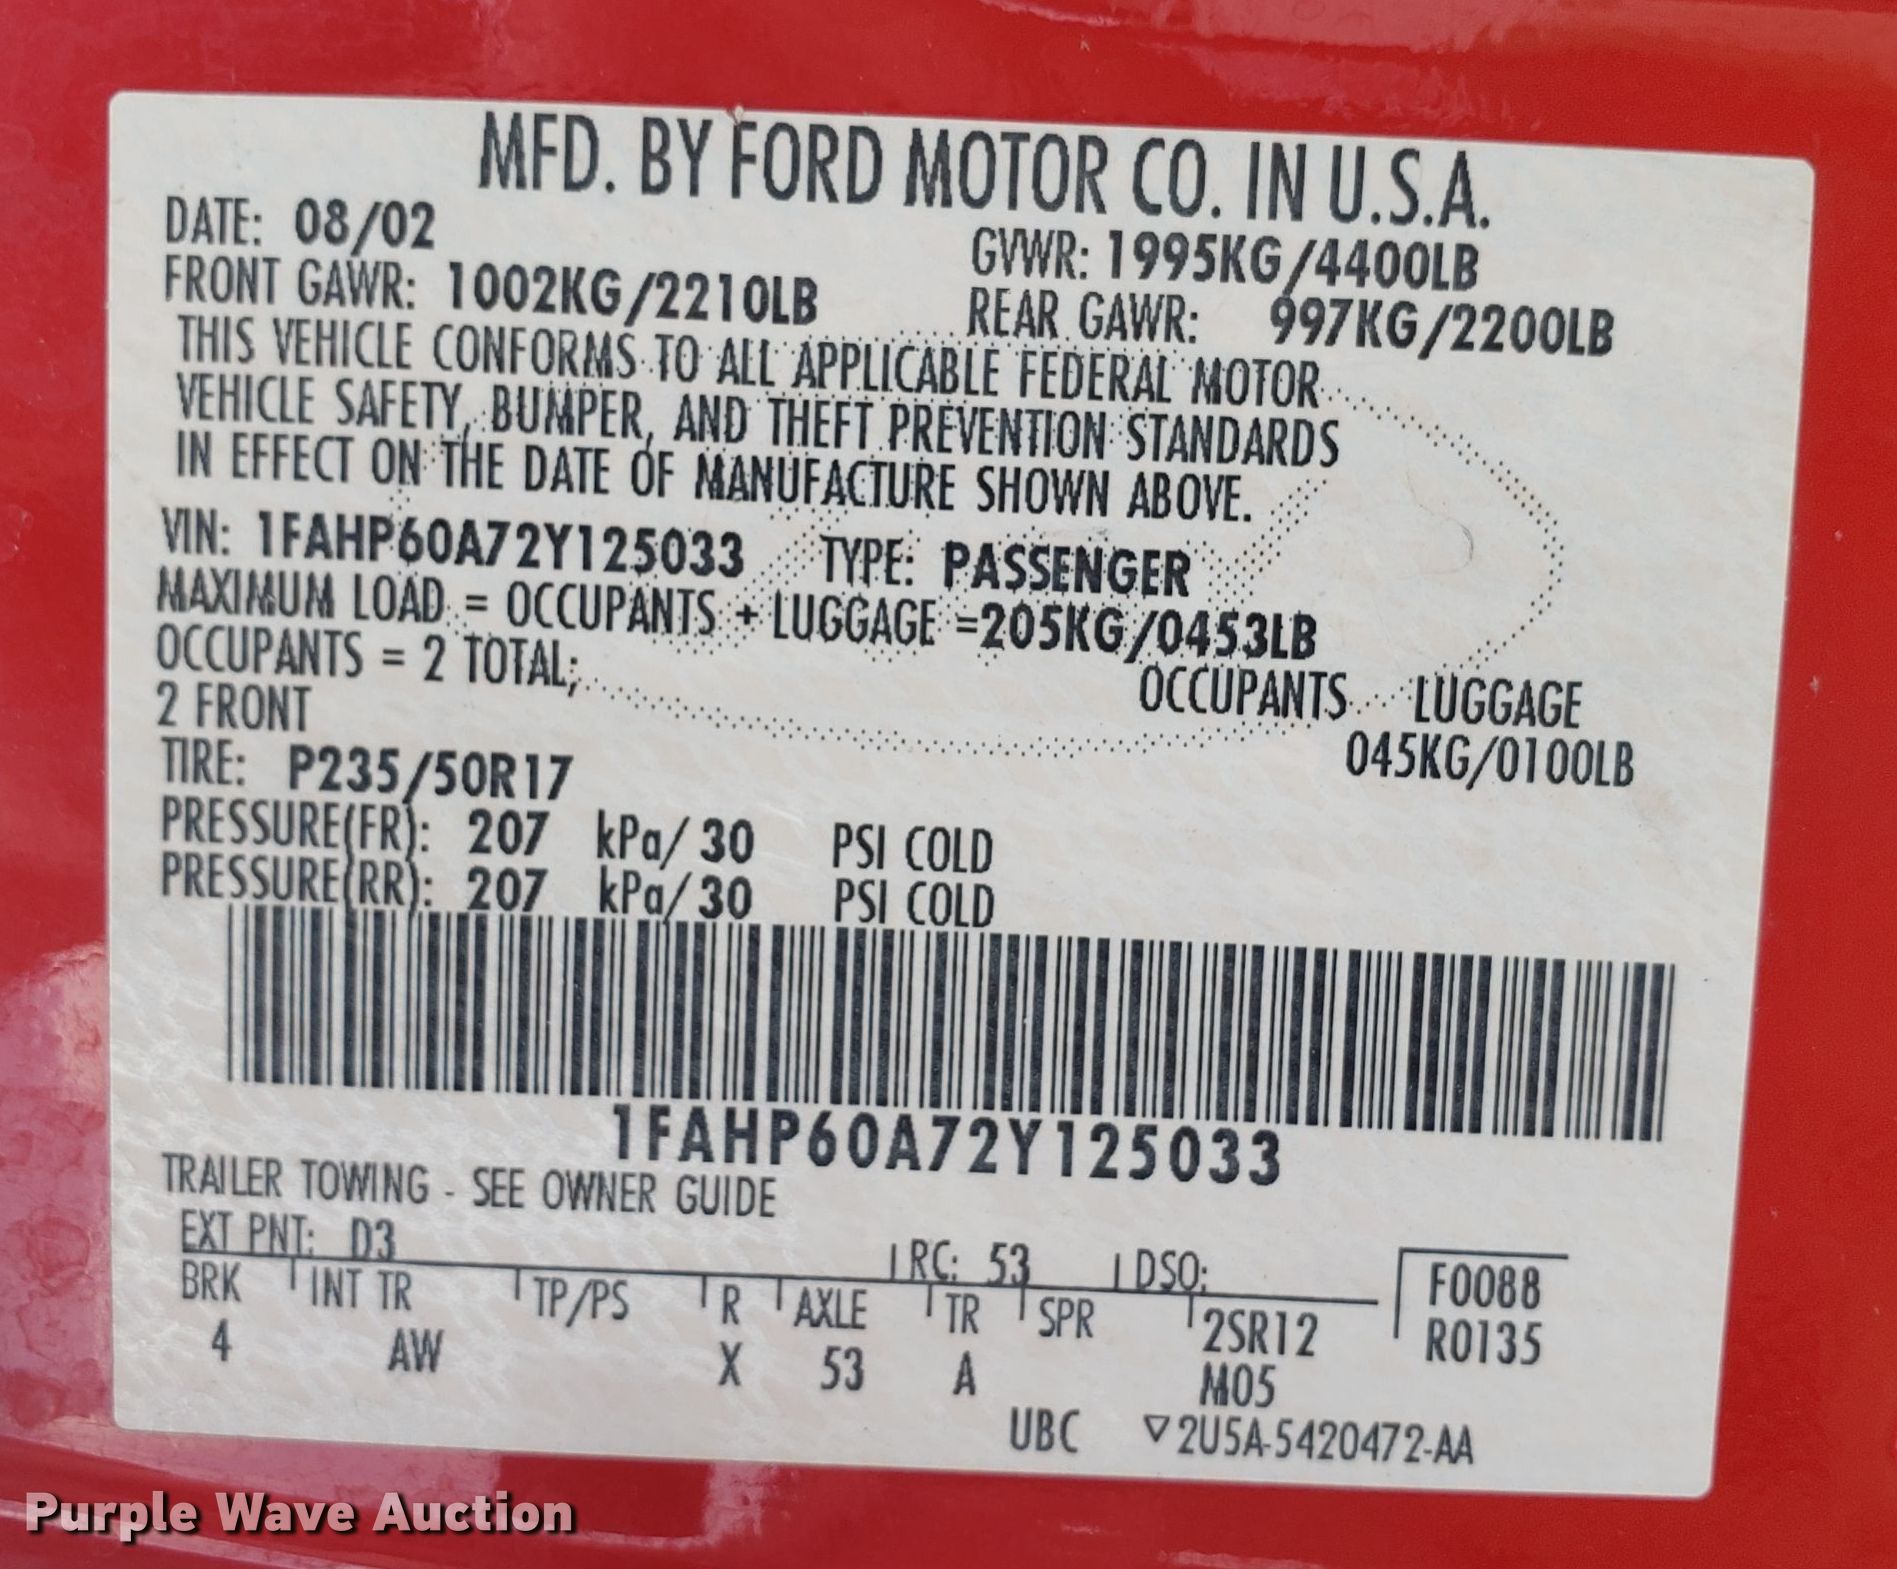 MFD. BY FORD MOTOR CO. IN U.S.A.
DATE: 08/02 GVWR: 1995KG/4400LB
FRONT GAWR: 1002KG/2210LB REAR GAWR: 997KG/2200LB
THIS VEHICLE CONFORMS TO ALL APPLICABLE FEDERAL MOTOR
VEHICLE SAFETY, BUMPER, AND THEFT PREVENTION STANDARDS
IN EFFECT ON THE DATE OF MANUFACTURE SHOWN ABOVE.
VIN: 1FAHP60A72Y125033 TYPE: PASSENGER
MAXIMUM LOAD = OCCUPANTS + LUGGAGE =205KG/0453LB
OCCUPANTS = 2 TOTAL; OCCUPANTS LUGGAGE
2 FRONT 045KG/0100LB
TIRE: P235/50R17
PRESSURE(FR): 207 kPa/ 30 PSI COLD
PRESSURE(RR): 207 kPa/ 30 PSI COLD
1FAHP60A72Y125033
TRAILER TOWING - SEE OWNER GUIDE
EXT PNT: D3 RC: 53 DSO: F0088
BRK INT TR TP/PS R AXLE TR SPR 2SR12 R0135
4 AW X 53 A M05
UBC ▽2U5A-5420472-AA
Purple Wave Auction